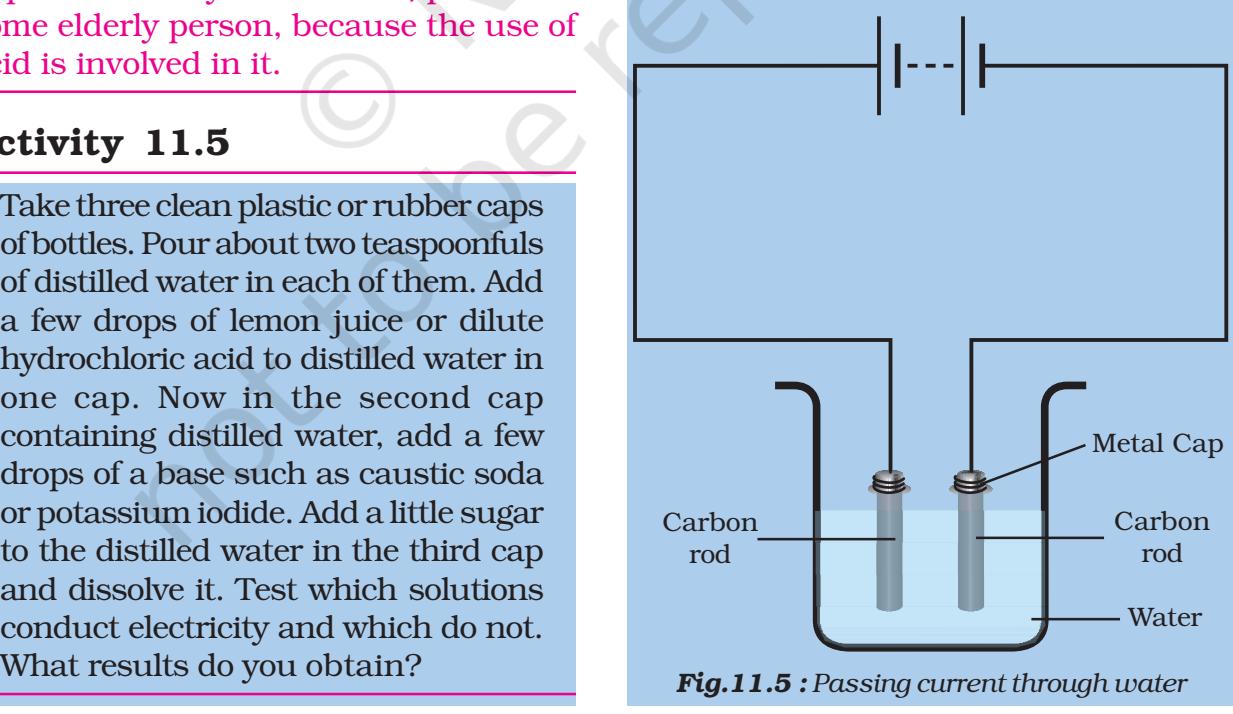 ome elderly person, because the use of
cid is involved in it.
ctivity 11.5
Take three clean plastic or rubber caps
of bottles. Pour about two teaspoonfuls
of distilled water in each of them. Add
a few drops of lemon juice or dilute
hydrochloric acid to distilled water in
one cap. Now in the second cap
containing distilled water, add a few
drops of a base such as caustic soda
or potassium iodide. Add a little sugar
to the distilled water in the third cap
and dissolve it. Test which solutions
conduct electricity and which do not.
What results do you obtain?
Metal Cap
Carbon
rod
Carbon
rod
Water
Fig.11.5 : Passing current through water
© 
not to be re